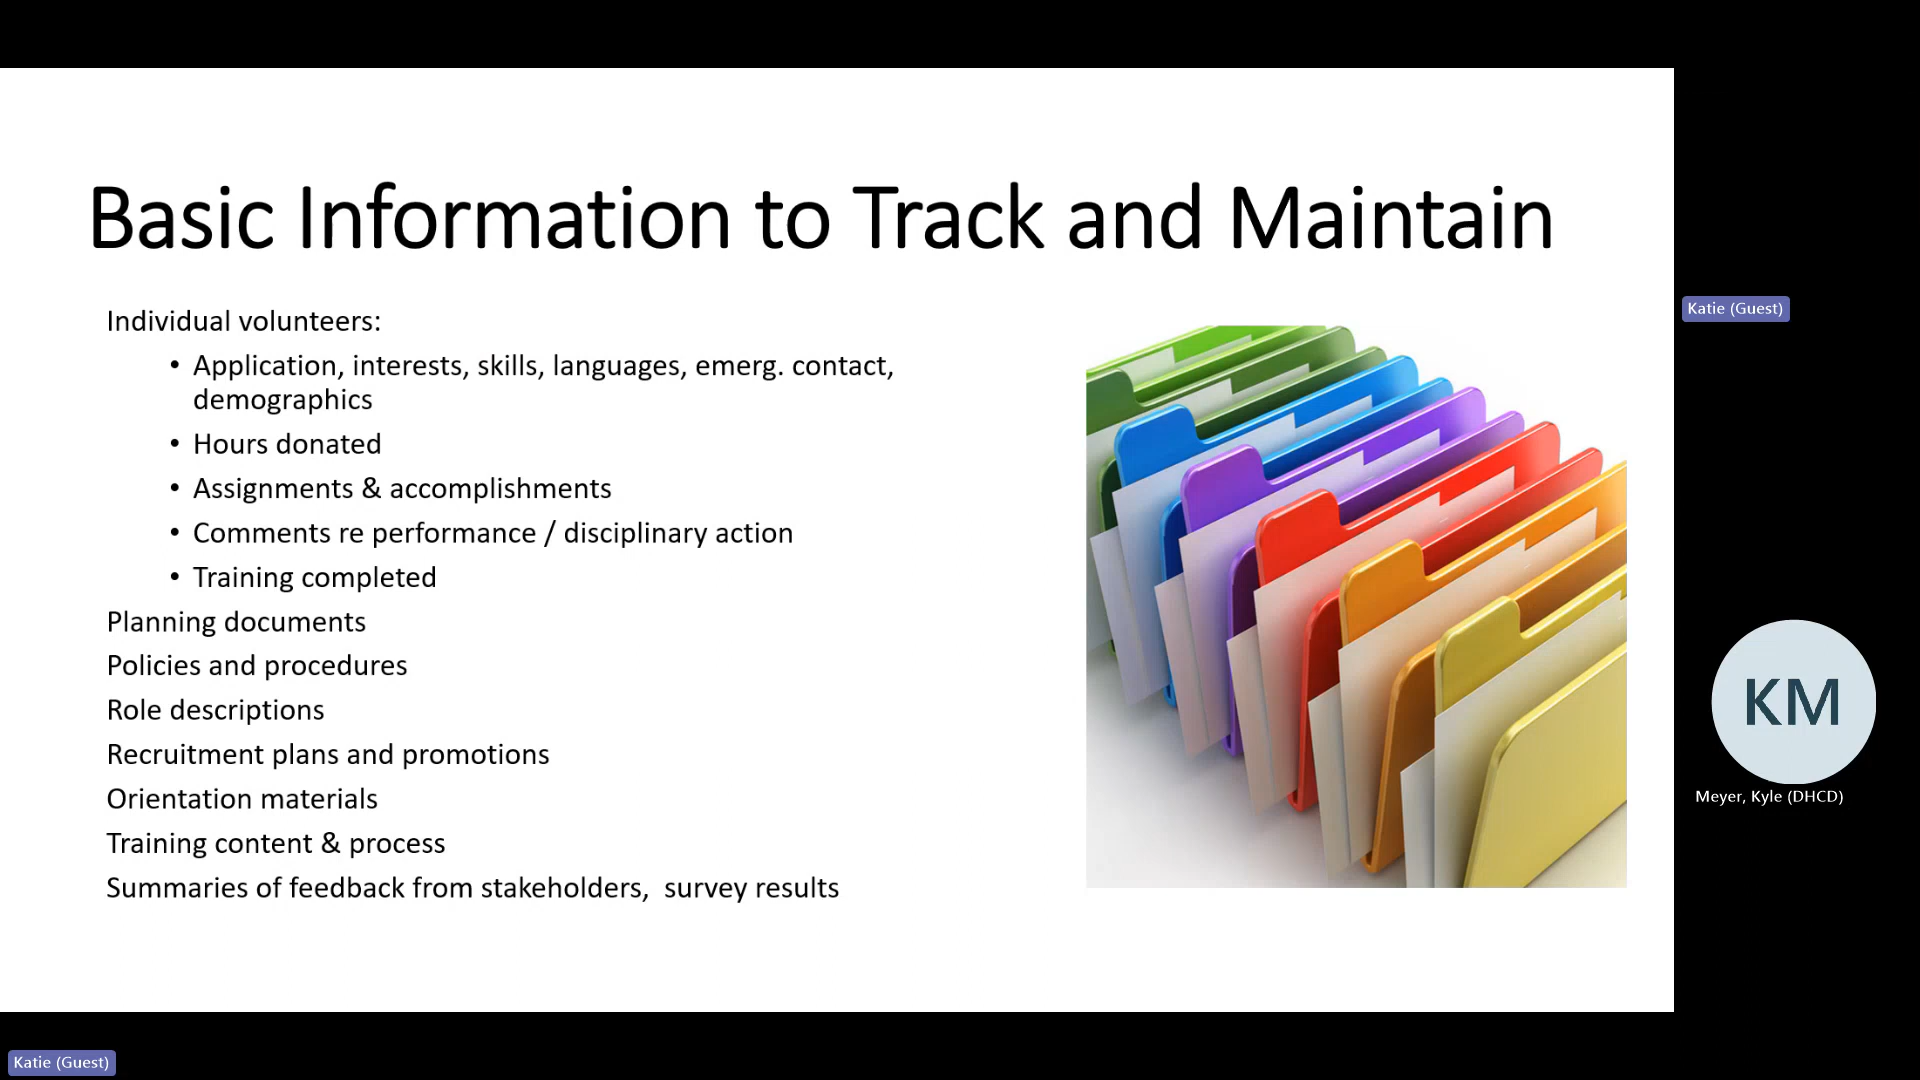 Basic Information to Track and Maintain
Individual volunteers:
• Application, interests, skills, languages, emerg. contact,
demographics
• Hours donated
• Assignments & accomplishments
• Comments re performance / disciplinary action
• Training completed
Planning documents
Policies and procedures
Role descriptions
Recruitment plans and promotions
Orientation materials
Training content & process
Summaries of feedback from stakeholders,  survey results
Katie (Guest)
KM
Meyer, Kyle (DHCD)
Katie (Guest)